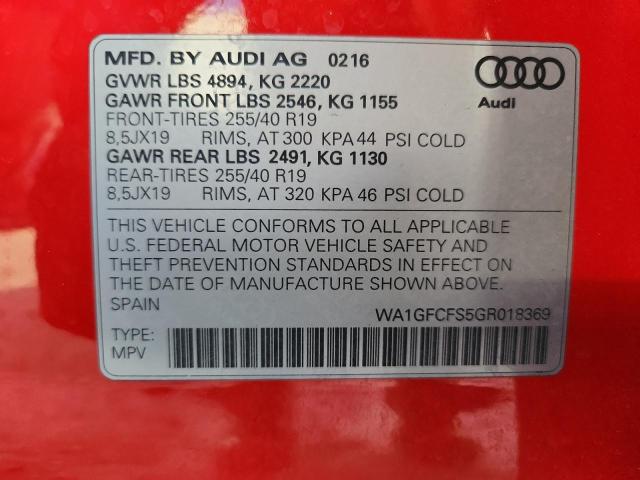 MFD. BY AUDI AG 0216
GVWR LBS 4894, KG 2220
GAWR FRONT LBS 2546, KG 1155
FRONT-TIRES 255/40 R19
8,5JX19 RIMS, AT 300 KPA 44 PSI COLD
GAWR REAR LBS 2491, KG 1130
REAR-TIRES 255/40 R19
8,5JX19 RIMS, AT 320 KPA 46 PSI COLD
Audi
THIS VEHICLE CONFORMS TO ALL APPLICABLE
U.S. FEDERAL MOTOR VEHICLE SAFETY AND
THEFT PREVENTION STANDARDS IN EFFECT ON
THE DATE OF MANUFACTURE SHOWN ABOVE.
SPAIN WA1GFCFS5GR018369
TYPE:
MPV